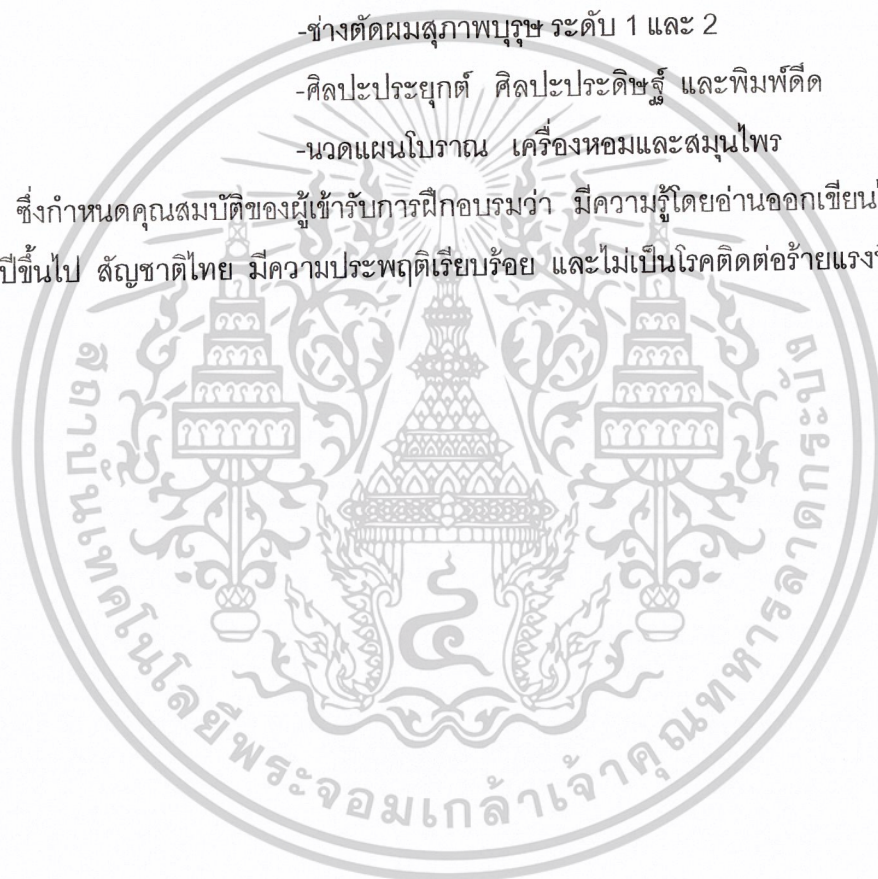 -ช่างตัดผมสุภาพบุรุษ ระดับ 1 และ 2
-ศิลปะประยุกต์ ศิลปะประดิษฐ์ และพิมพ์ดีด
-นวดแผนโบราณ เครื่องหอมและสมุนไพร
ซึ่งกำหนดคุณสมบัติของผู้เข้ารับการฝึกอบรมว่า มีความรู้โดยอ่านออกเขียน
ปีขึ้นไป สัญชาติไทย มีความประพฤติเรียบร้อย และไม่เป็นโรคติดต่อร้ายแรง
สถาบันเทคโนโลยีพระจอมเกล้าเจ้าคุณทหารลาดกระบัง
๔